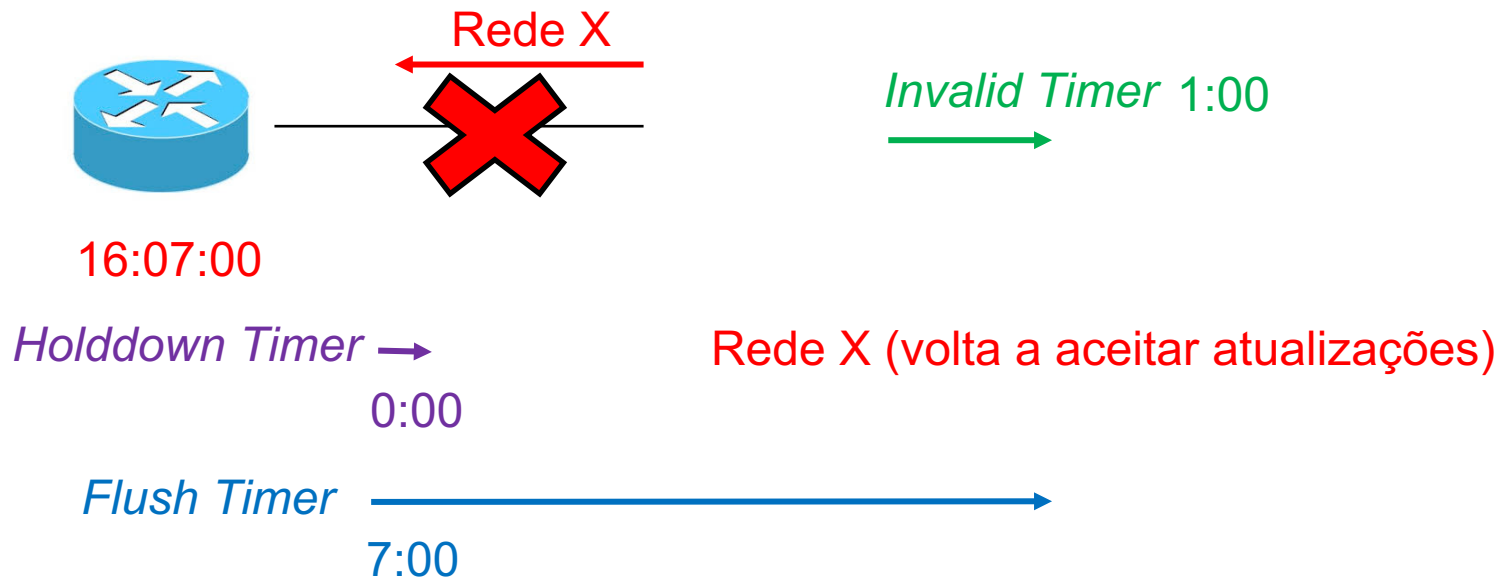 Rede X
Invalid Timer 1:00
16:07:00
Holddown Timer
Rede X (volta a aceitar atualizações)
0:00
Flush Timer
7:00